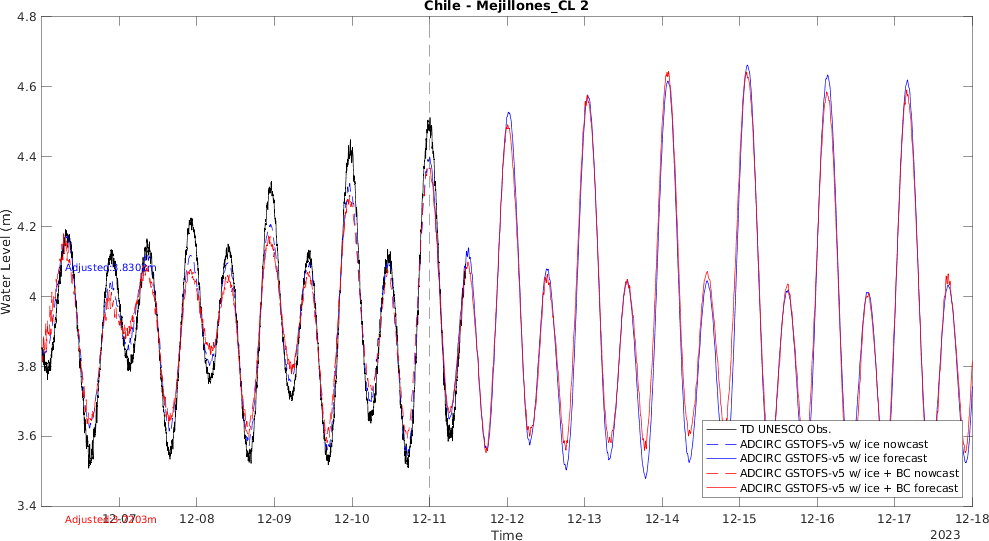 Chile - Mejillones_CL 2
4.8
4.6
4.4
4.2
4
3.8
3.6
3.4
Water Level (m)
TD UNESCO Obs.
ADCIRC GSTOFS-v5 w/ ice nowcast
ADCIRC GSTOFS-v5 w/ ice forecast
ADCIRC GSTOFS-v5 w/ ice + BC nowcast
ADCIRC GSTOFS-v5 w/ ice + BC forecast
12-07 12-08 12-09 12-10 12-11 12-12 12-13 12-14 12-15 12-16 12-17 12-18
Time
2023